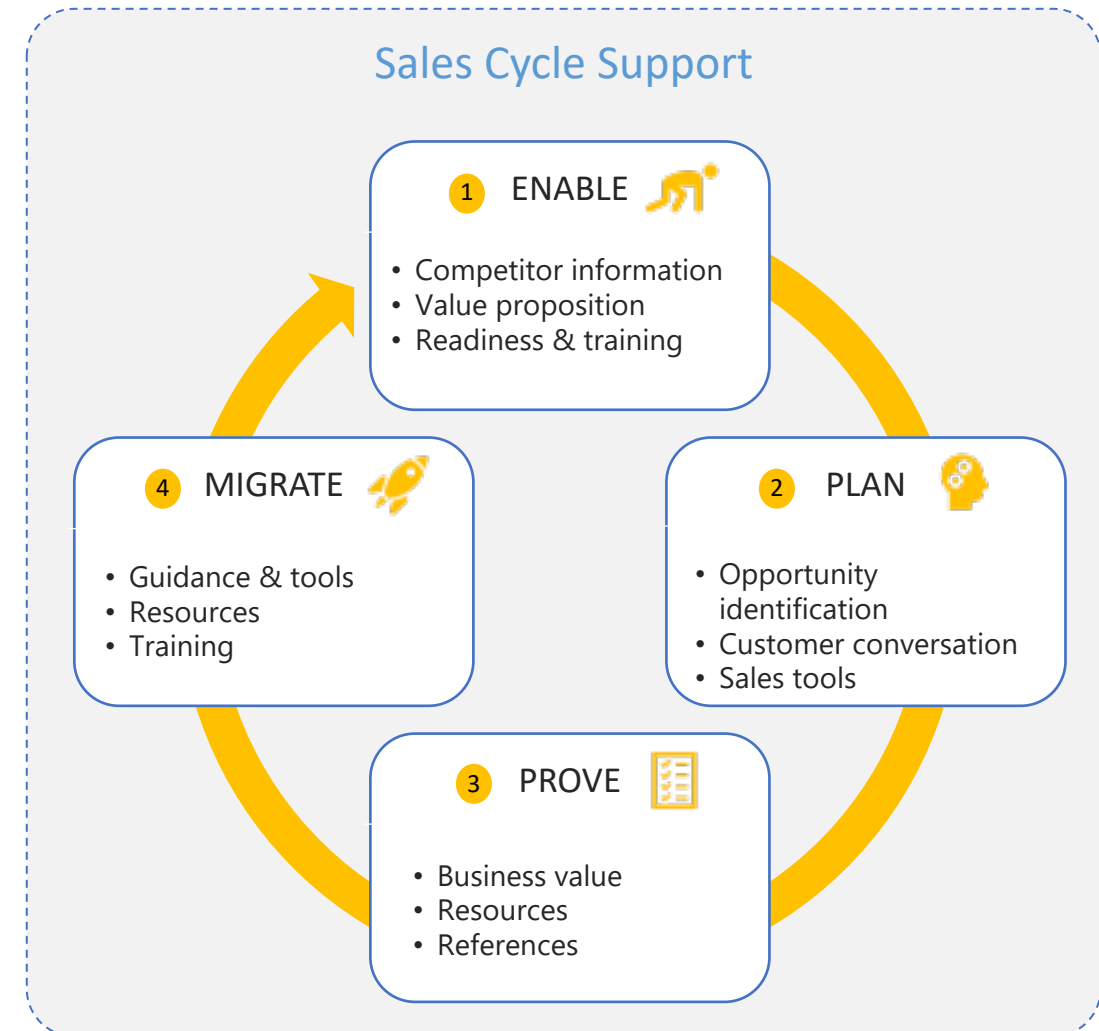 Sales Cycle Support
1 ENABLE
• Competitor information
• Value proposition
• Readiness & training
4 MIGRATE
• Guidance & tools
• Resources
• Training
2 PLAN
• Opportunity
identification
• Customer conversation
• Sales tools
3 PROVE
• Business value
• Resources
• References